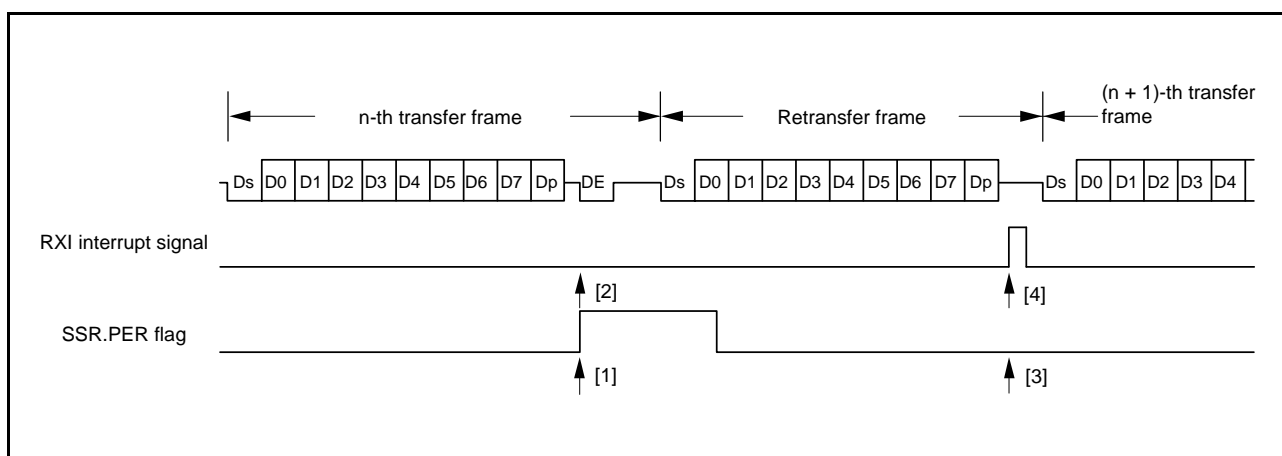 n-th transfer frame
Retransfer frame
(n + 1)-th transfer
frame
Ds D0 D1 D2 D3 D4 D5 D6 D7 Dp DE Ds D0 D1 D2 D3 D4 D5 D6 D7 Dp Ds D0 D1 D2 D3 D4
RXI interrupt signal
[2]
[4]
SSR.PER flag
[1]
[3]